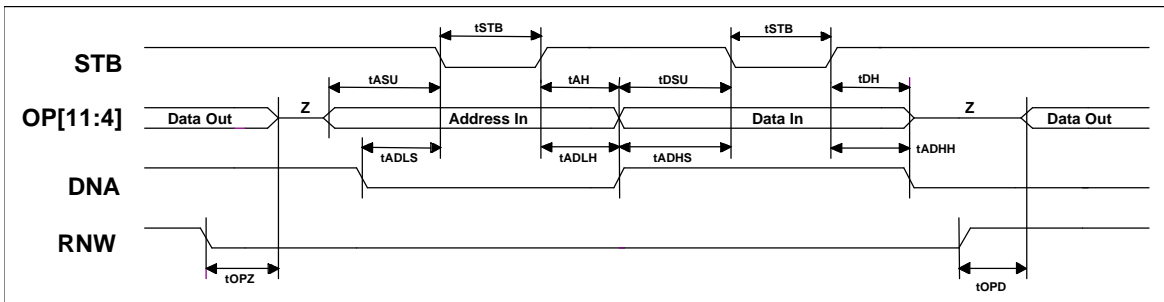 tSTB tSTB
STB
tASU tAH tDSU tDH
Z Z
OP[11:4] Data Out Address In Data In Data Out
tADLS tADLH tADHS tADHH
DNA
RNW
tOPZ tOPD